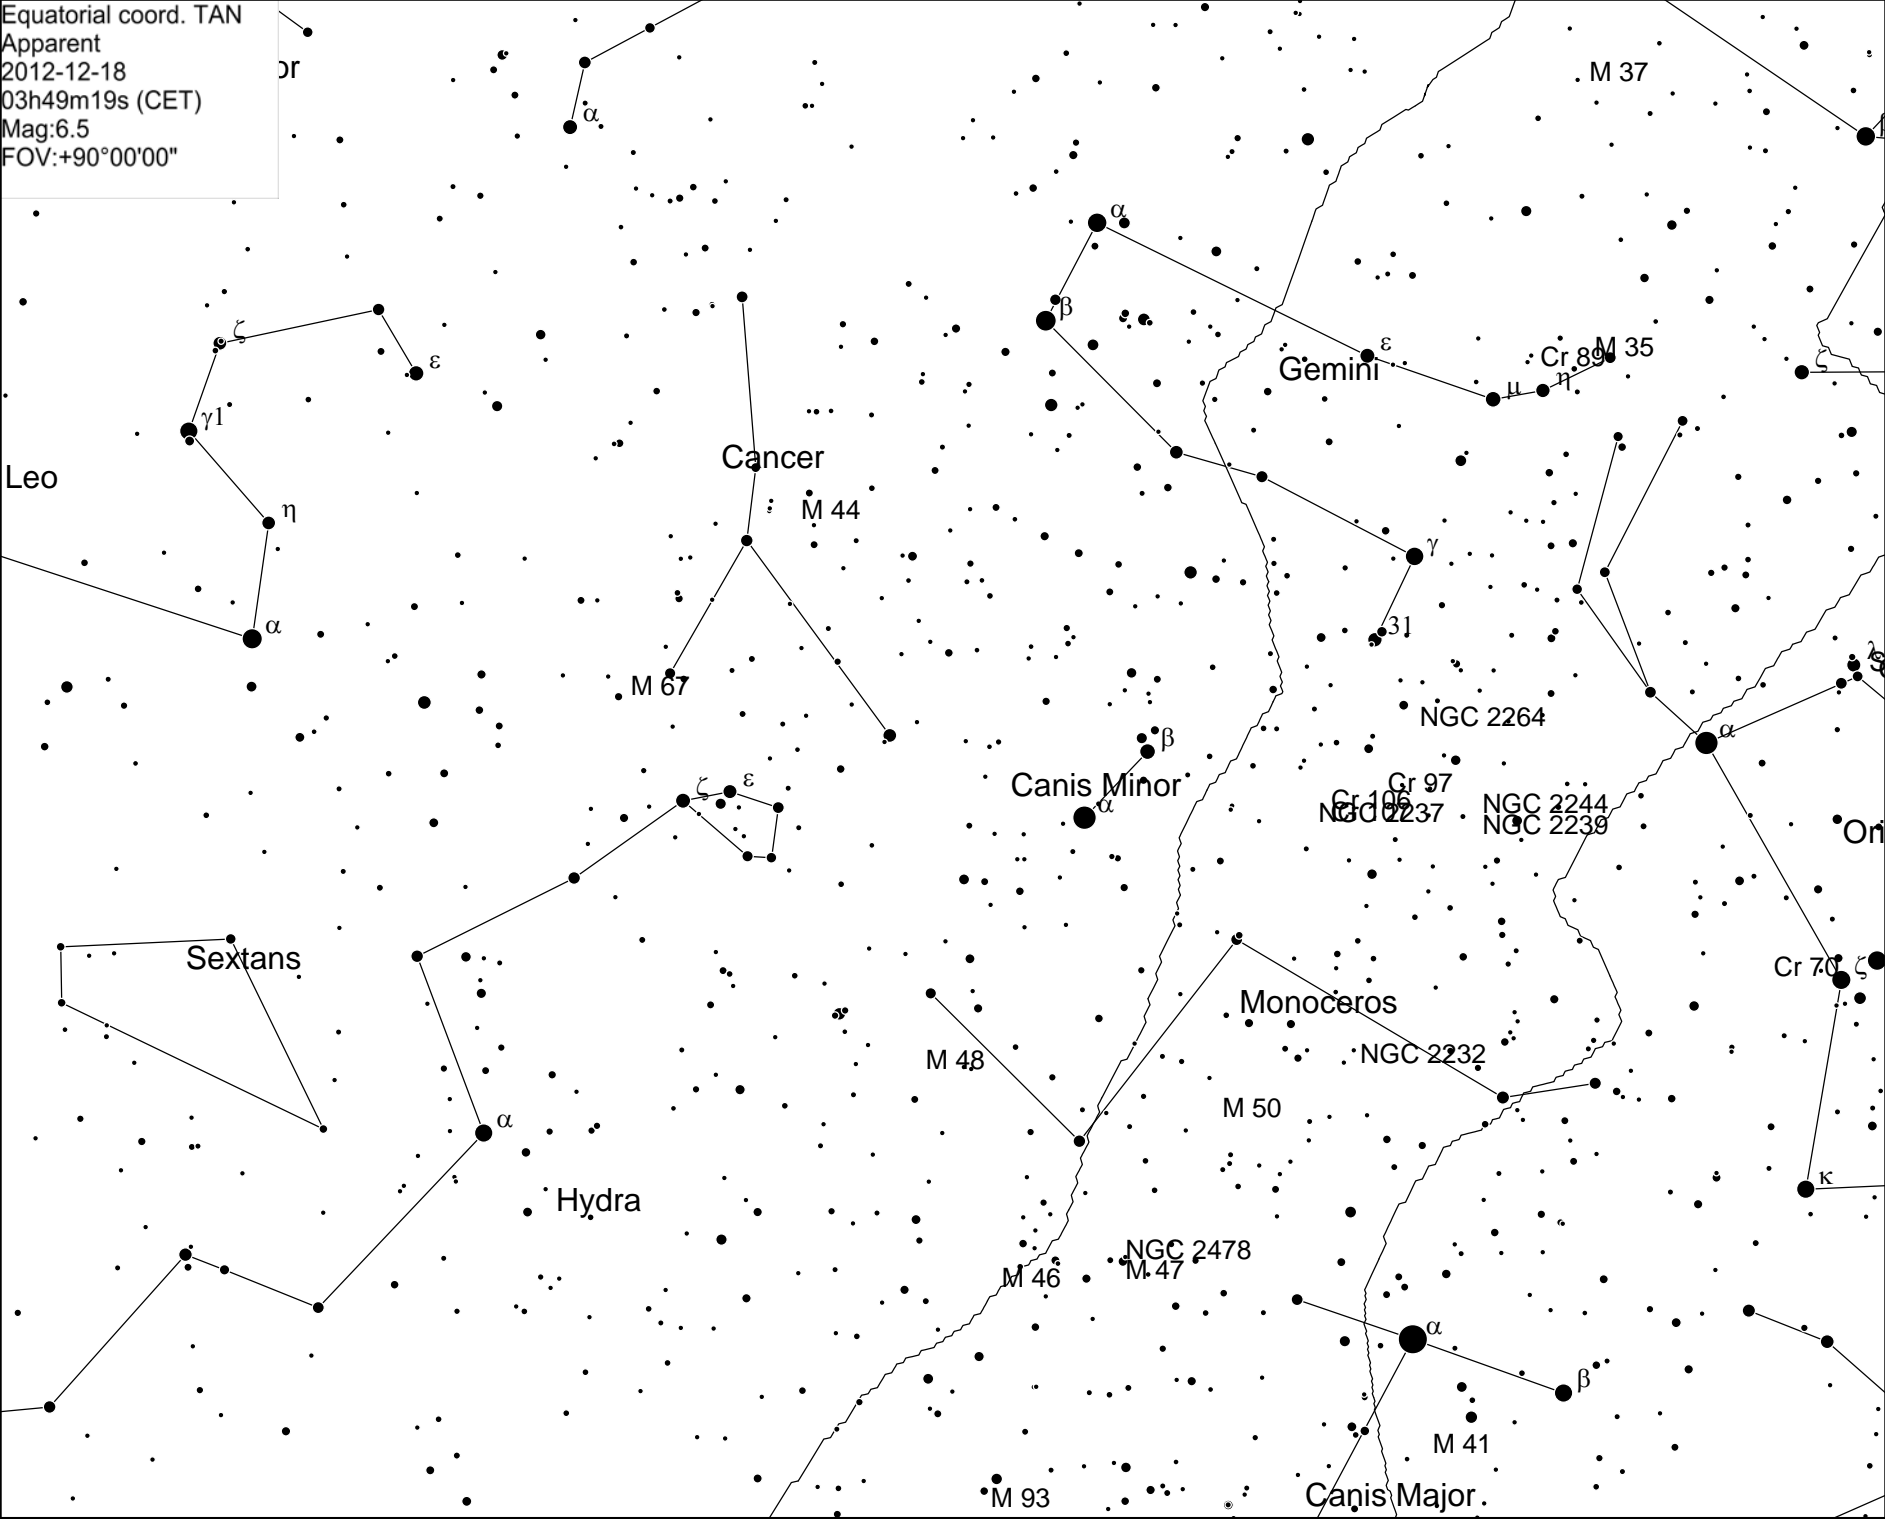 Equatorial coord. TAN
Apparent
2012-12-18
03h49m19s (CET)
Mag:6.5
FOV:+90°00'00"
or
α
M 37
α
β
ζ
ε
γ1
Leo
η
α
Cancer
M 44
M 67
Gemini
ε
Cr 89
M 35
μ
η
ζ
γ
31
λ
NGC 2264
α
β
Canis Minor
α
ζ
ε
Cr 97
Cr 106
NGC 2237
NGC 2244
NGC 2239
Ori
Sextans
Cr 70
ζ
Monoceros
M 48
NGC 2232
M 50
α
κ
Hydra
NGC 2478
M 46
M 47
α
β
M 41
M 93
Canis Major